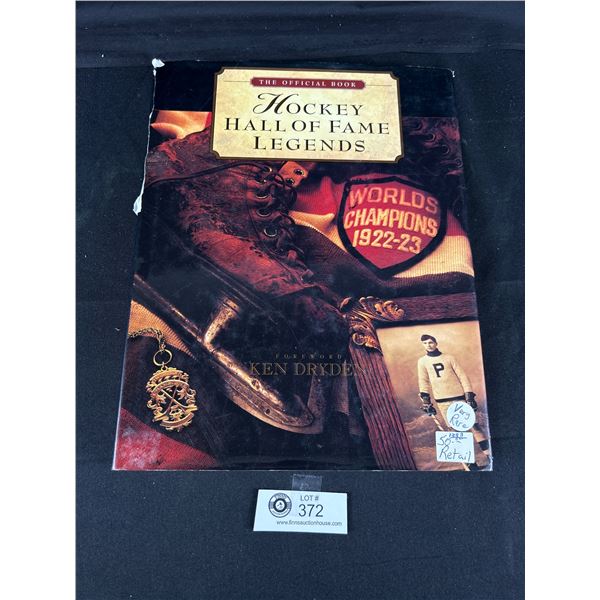 THE OFFICIAL BOOK
HOCKEY
HALL OF FAME
LEGENDS
WORLDS
CHAMPIONS
1922-23
FOREWORD
KEN DRYDEN
P
Very
Rare
Retail
LOT #
372
www.finnsauctionhouse.com